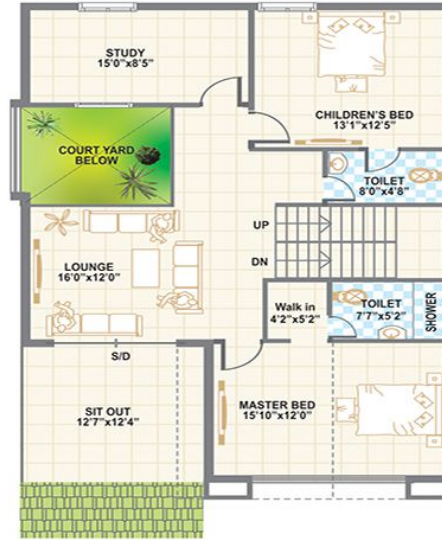 STUDY
15'0"x8'5"
CHILDREN'S BED
13'1"x12'5"
COURT YARD
BELOW
TOILET
8'0"x4'8"
UP
DN
LOUNGE
16'0"x12'0"
Walk in
4'2"x5'2"
TOILET
7'7"x5'2"
SHOWER
S/D
SIT OUT
12'7"x12'4"
MASTER BED
15'10"x12'0"